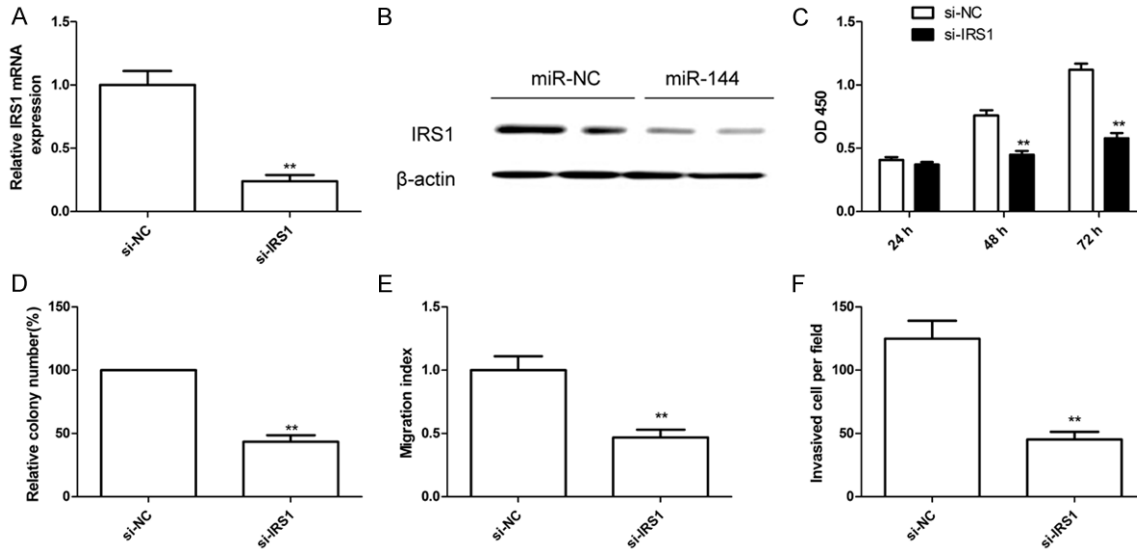 A
Relative IRS1 mRNA
expression
1.5
1.0
0.5
0.0
**
si-NC
si-IRS1
B
miR-NC
miR-144
IRS1
β-actin
C
si-NC
si-IRS1
OD 450
1.5
1.0
0.5
0.0
**
**
24 h
48 h
72 h
D
Relative colony number(%)
150
100
50
0
**
si-NC
si-IRS1
E
Migration index
1.5
1.0
0.5
0.0
**
si-NC
si-IRS1
F
Invasived cell per field
150
100
50
0
**
si-NC
si-IRS1